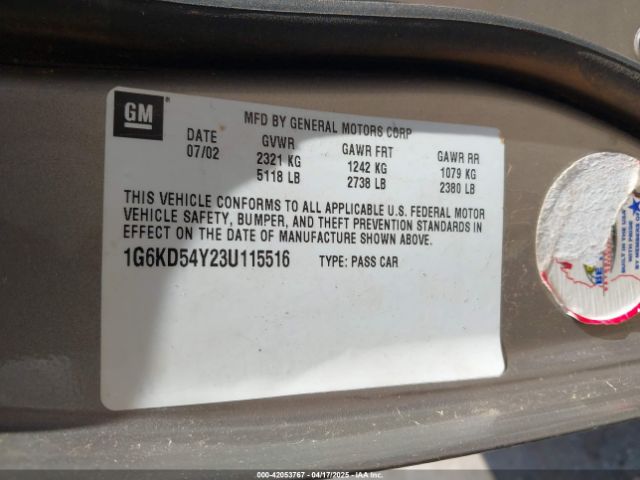 GM
MFD BY GENERAL MOTORS CORP
DATE GVWR GAWR FRT GAWR RR
07/02 2321 KG 1242 KG 1079 KG
5118 LB 2738 LB 2380 LB
THIS VEHICLE CONFORMS TO ALL APPLICABLE U.S. FEDERAL MOTOR
VEHICLE SAFETY, BUMPER, AND THEFT PREVENTION STANDARDS IN
EFFECT ON THE DATE OF MANUFACTURE SHOWN ABOVE.
1G6KD54Y23U115516 TYPE: PASS CAR
000-42053767 - 04/17/2025 - IAA Inc.